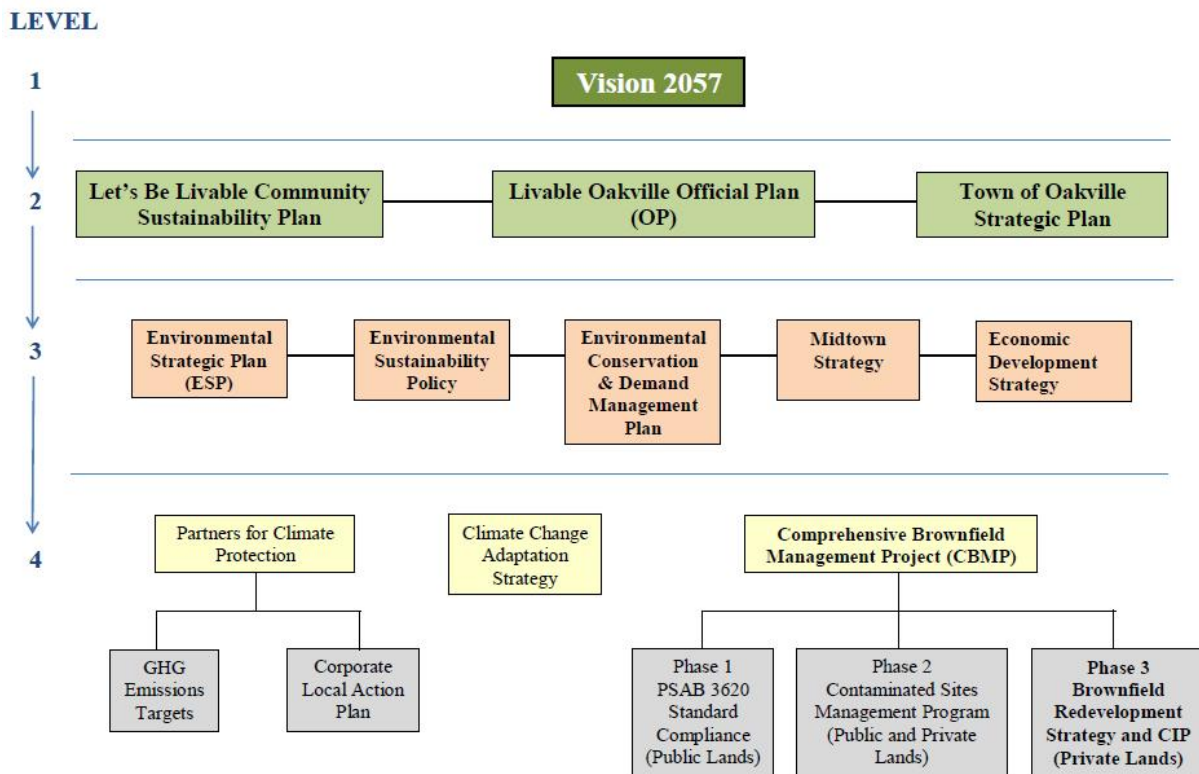 LEVEL
1
Vision 2057
2
Let’s Be Livable Community
Sustainability Plan
Livable Oakville Official Plan
(OP)
Town of Oakville
Strategic Plan
3
Environmental
Strategic Plan
(ESP)
Environmental
Sustainability
Policy
Environmental
Conservation
& Demand
Management
Plan
Midtown
Strategy
Economic
Development
Strategy
4
Partners for Climate
Protection
Climate Change
Adaptation
Strategy
Comprehensive Brownfield
Management Project (CBMP)
GHG
Emissions
Targets
Corporate
Local Action
Plan
Phase 1
PSAB 3620
Standard
Compliance
(Public Lands)
Phase 2
Contaminated Sites
Management Program
(Public and Private
Lands)
Phase 3
Brownfield
Redevelopment
Strategy and CIP
(Private Lands)